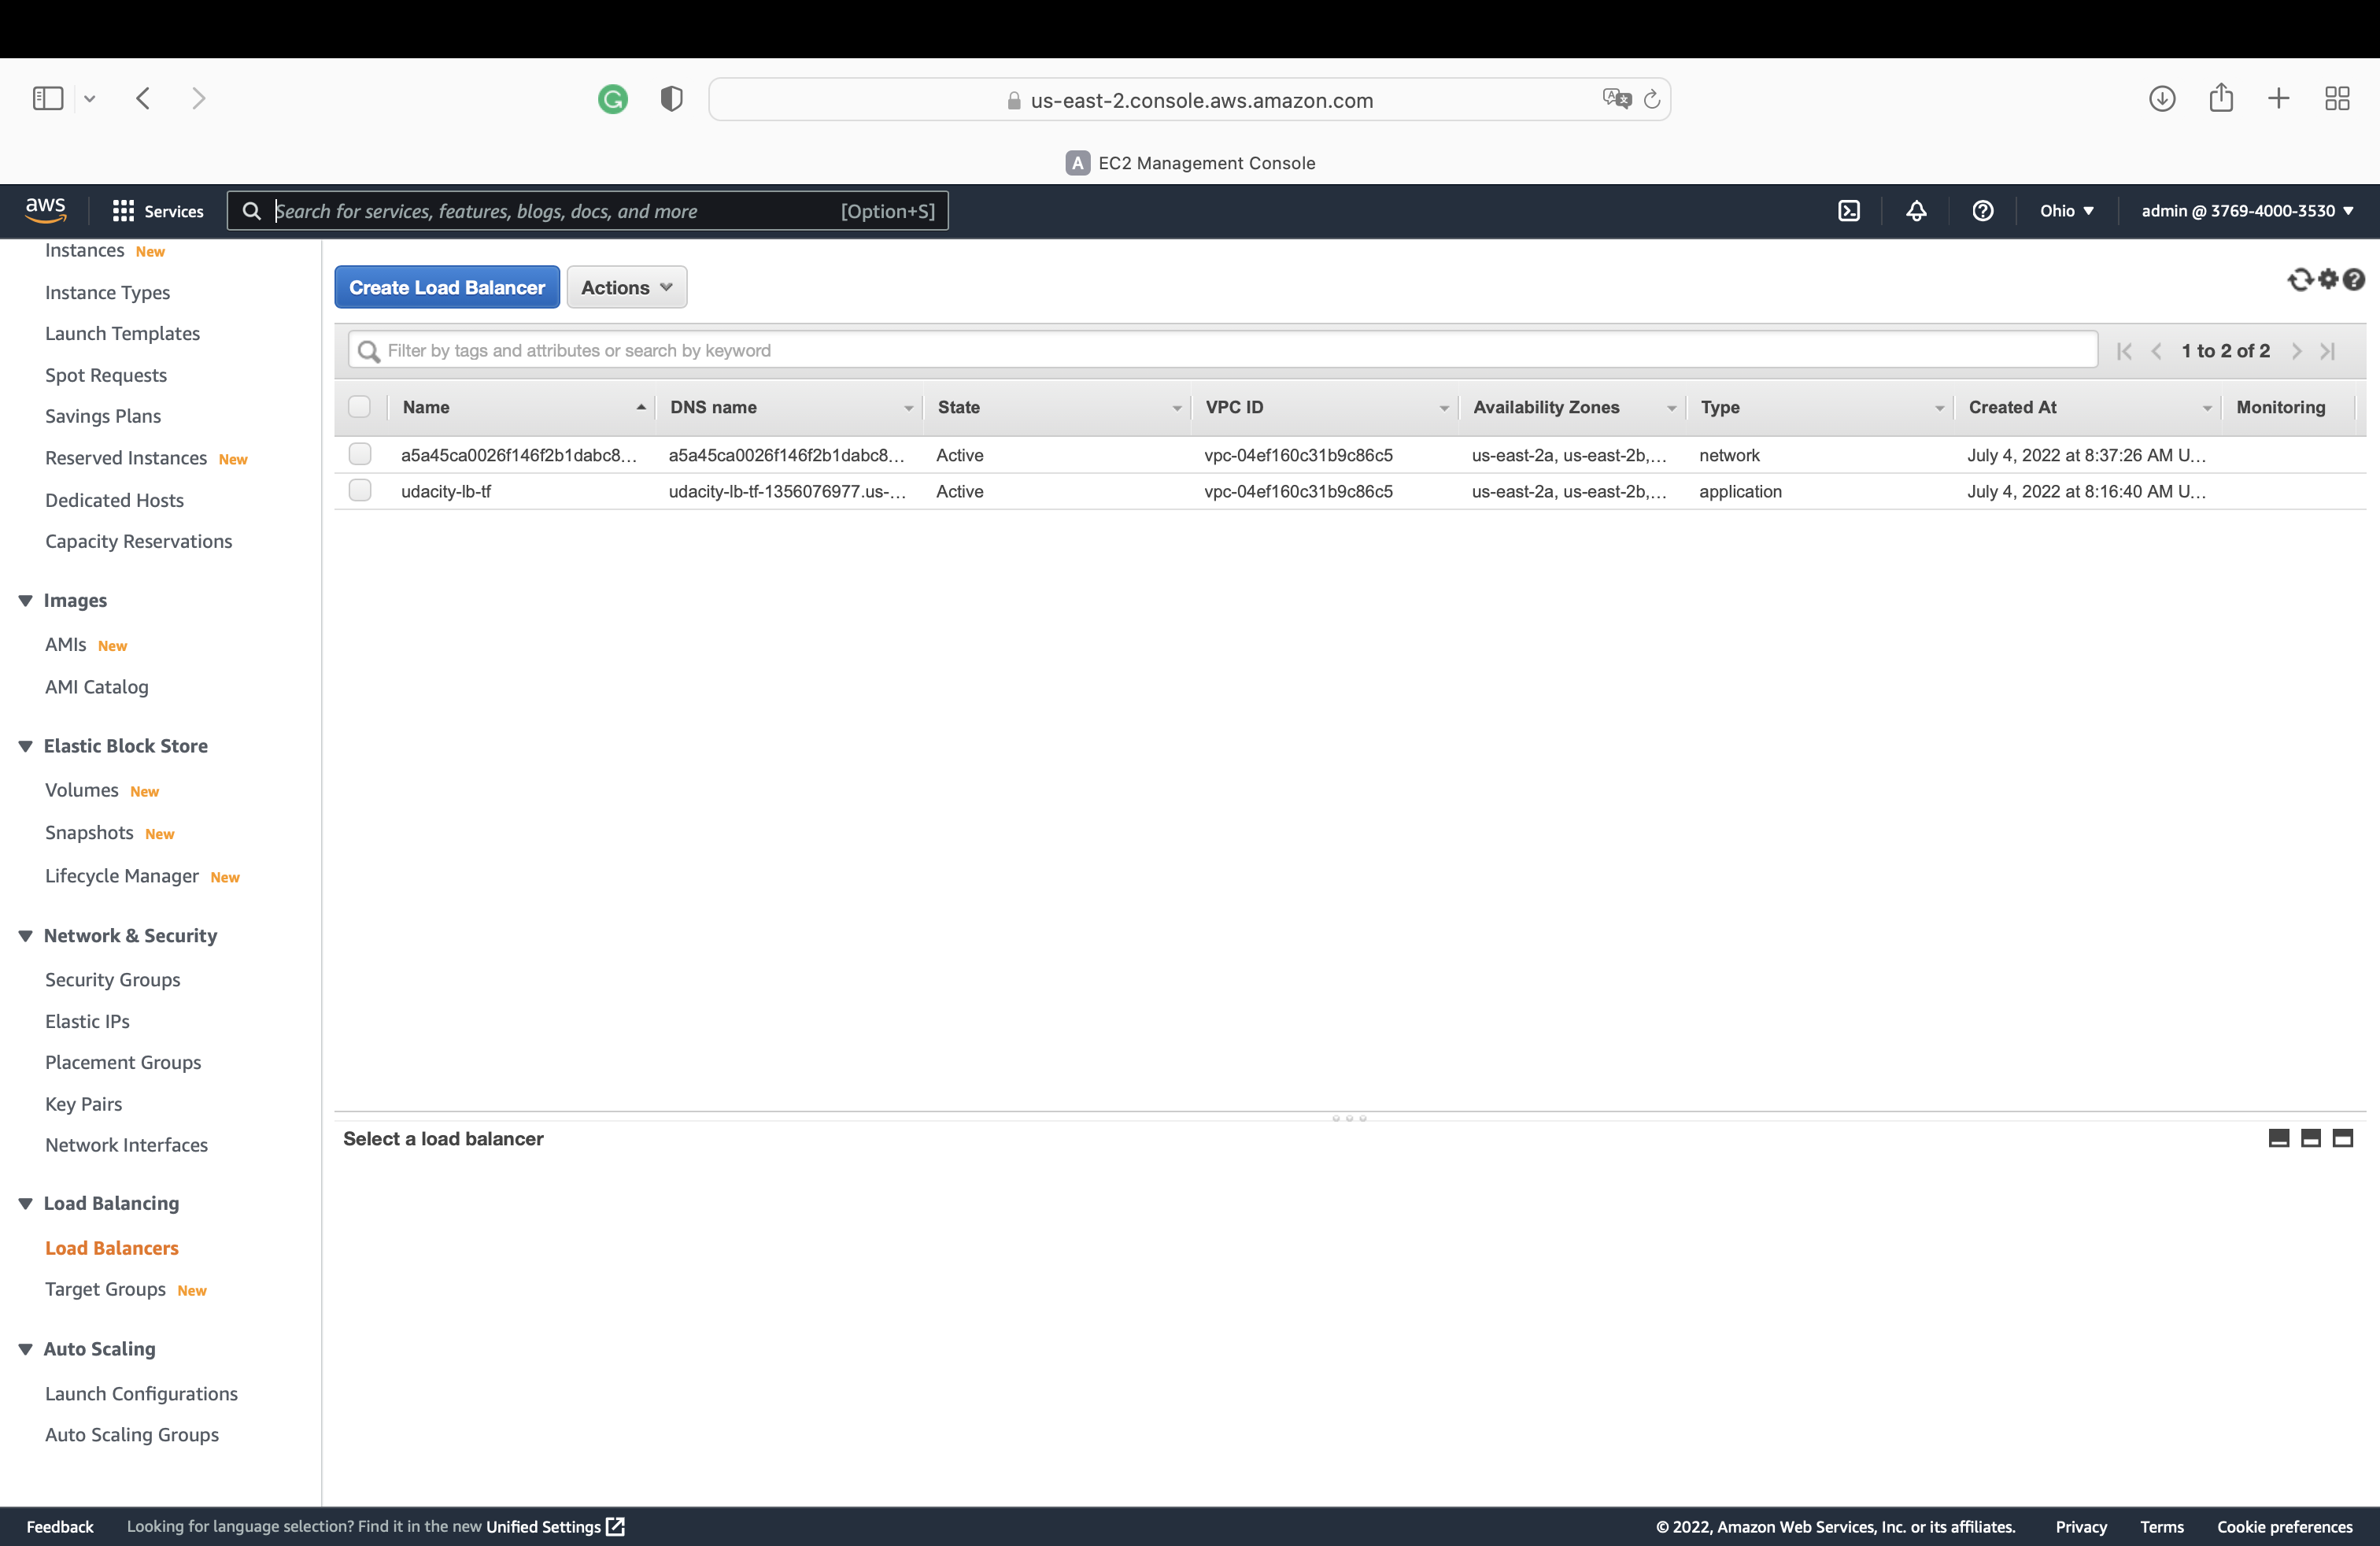 us-east-2.console.aws.amazon.com
A EC2 Management Console
aws Services Search for services, features, blogs, docs, and more [Option+S] Ohio admin @ 3769-4000-3530
Instances New
Instance Types
Launch Templates
Spot Requests
Savings Plans
Reserved Instances New
Dedicated Hosts
Capacity Reservations
Images
AMIs New
AMI Catalog
Elastic Block Store
Volumes New
Snapshots New
Lifecycle Manager New
Network & Security
Security Groups
Elastic IPs
Placement Groups
Key Pairs
Network Interfaces
Load Balancing
Load Balancers
Target Groups New
Auto Scaling
Launch Configurations
Auto Scaling Groups
Create Load Balancer Actions
Filter by tags and attributes or search by keyword 1 to 2 of 2
Name DNS name State VPC ID Availability Zones Type Created At Monitoring
a5a45ca0026f146f2b1dabc8... a5a45ca0026f146f2b1dabc8... Active vpc-04ef160c31b9c86c5 us-east-2a, us-east-2b,... network July 4, 2022 at 8:37:26 AM U...
udacity-lb-tf udacity-lb-tf-1356076977.us-... Active vpc-04ef160c31b9c86c5 us-east-2a, us-east-2b,... application July 4, 2022 at 8:16:40 AM U...
Select a load balancer
Feedback Looking for language selection? Find it in the new Unified Settings © 2022, Amazon Web Services, Inc. or its affiliates. Privacy Terms Cookie preferences